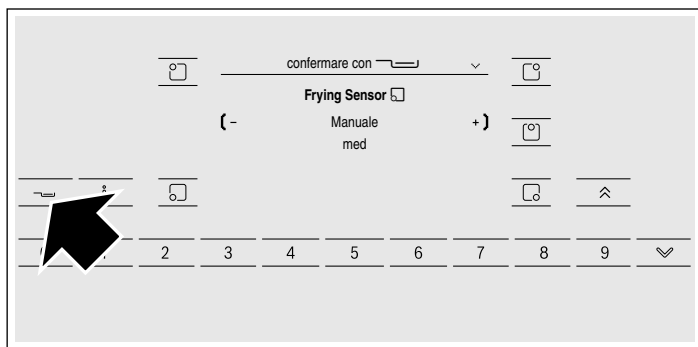 confermare con
Frying Sensor
- Manuale +
med
2 3 4 5 6 7 8 9